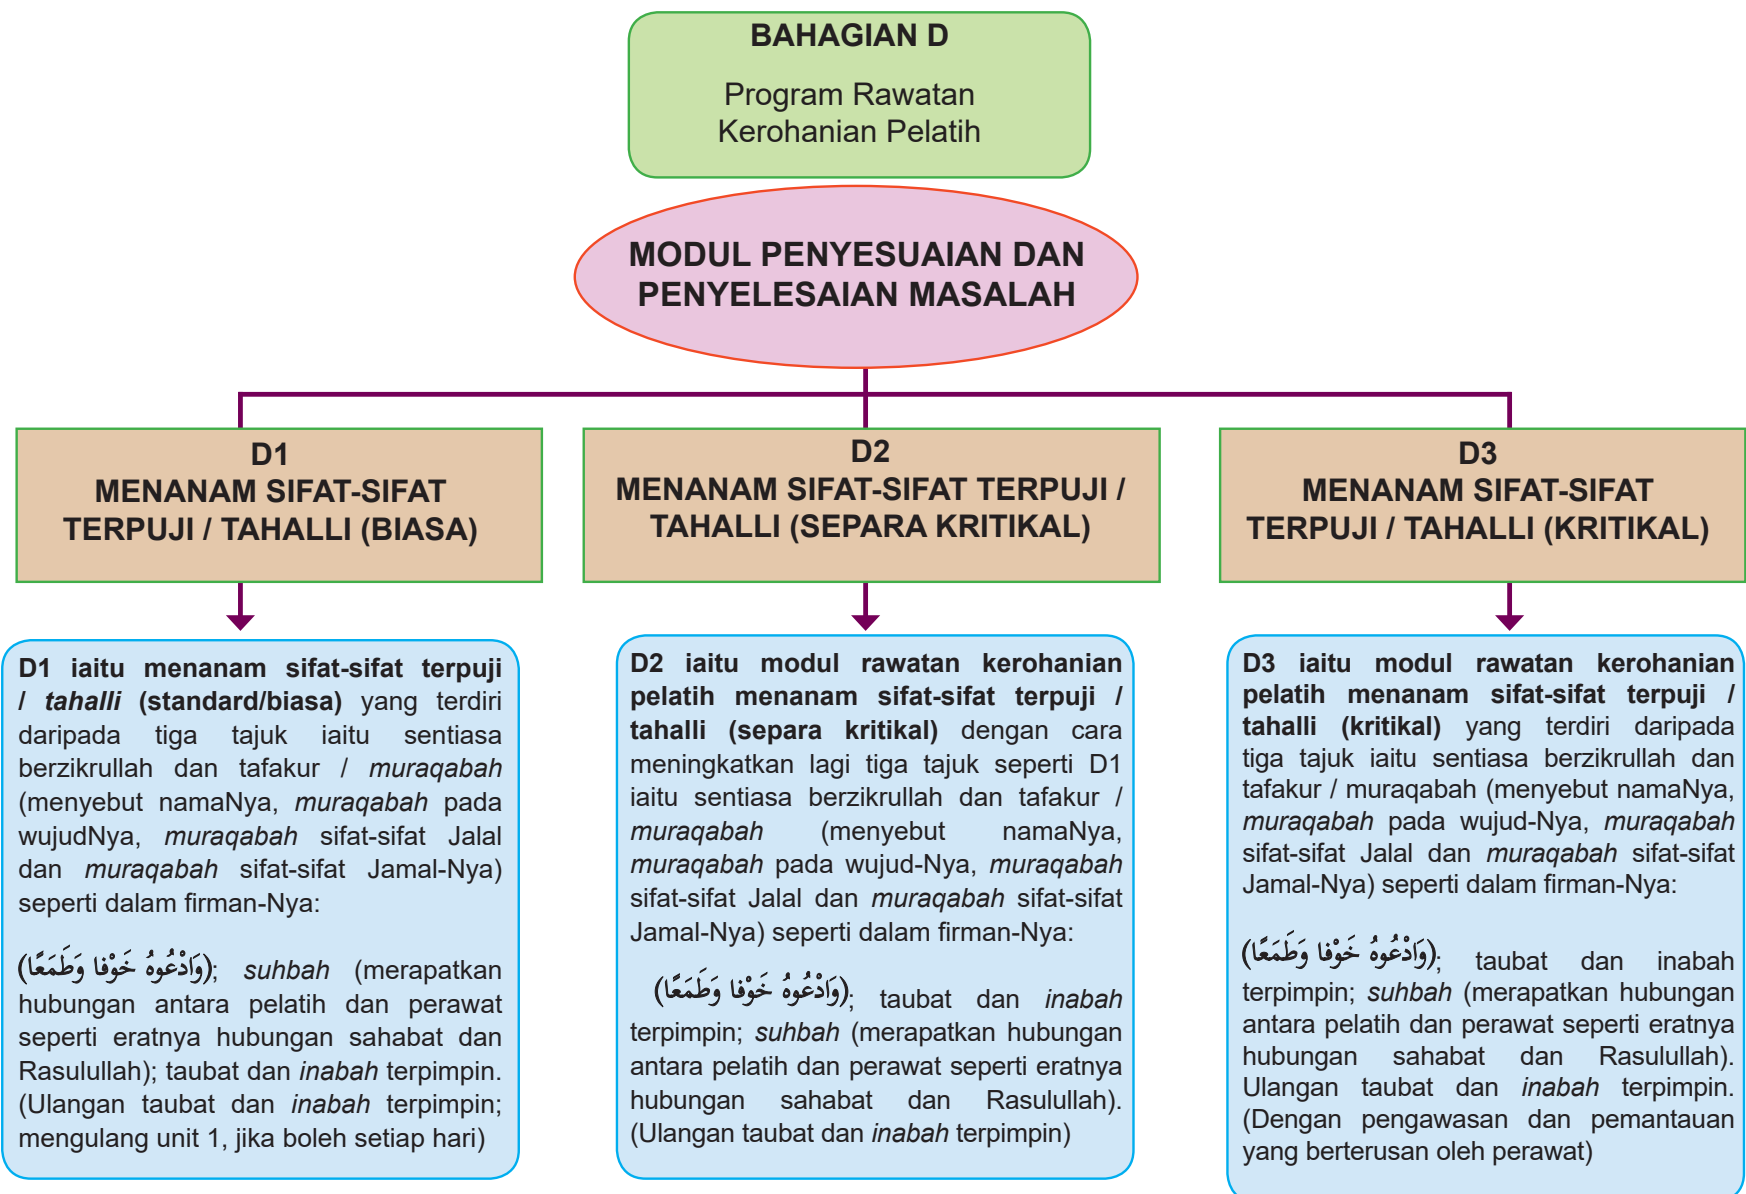 BAHAGIAN D
Program Rawatan
Kerohanian Pelatih
MODUL PENYESUAIAN DAN
PENYELESAIAN MASALAH
D1
MENANAM SIFAT-SIFAT
TERPUJI / TAHALLI (BIASA)
D2
MENANAM SIFAT-SIFAT TERPUJI /
TAHALLI (SEPARA KRITIKAL)
D3
MENANAM SIFAT-SIFAT
TERPUJI / TAHALLI (KRITIKAL)
D1 iaitu menanam sifat-sifat terpuji
/ tahalli (standard/biasa) yang terdiri
daripada tiga tajuk iaitu sentiasa
berzikrullah dan tafakur / muraqabah
(menyebut namaNya, muraqabah pada
wujudNya, muraqabah sifat-sifat Jalal
dan muraqabah sifat-sifat Jamal-Nya)
seperti dalam firman-Nya:
(وَادْعُوهُ خَوْفا وَطَمَعًا); suhbah (merapatkan
hubungan antara pelatih dan perawat
seperti eratnya hubungan sahabat dan
Rasulullah); taubat dan inabah terpimpin.
(Ulangan taubat dan inabah terpimpin;
mengulang unit 1, jika boleh setiap hari)
D2 iaitu modul rawatan kerohanian
pelatih menanam sifat-sifat terpuji /
tahalli (separa kritikal) dengan cara
meningkatkan lagi tiga tajuk seperti D1
iaitu sentiasa berzikrullah dan tafakur /
muraqabah (menyebut namaNya,
muraqabah pada wujud-Nya, muraqabah
sifat-sifat Jalal dan muraqabah sifat-sifat
Jamal-Nya) seperti dalam firman-Nya:
(وَادْعُوهُ خَوْفا وَطَمَعًا); taubat dan inabah
terpimpin; suhbah (merapatkan hubungan
antara pelatih dan perawat seperti eratnya
hubungan sahabat dan Rasulullah).
(Ulangan taubat dan inabah terpimpin)
D3 iaitu modul rawatan kerohanian
pelatih menanam sifat-sifat terpuji /
tahalli (kritikal) yang terdiri daripada
tiga tajuk iaitu sentiasa berzikrullah dan
tafakur / muraqabah (menyebut namaNya,
muraqabah pada wujud-Nya, muraqabah
sifat-sifat Jalal dan muraqabah sifat-sifat
Jamal-Nya) seperti dalam firman-Nya:
(وَادْعُوهُ خَوْفا وَطَمَعًا); taubat dan inabah
terpimpin; suhbah (merapatkan hubungan
antara pelatih dan perawat seperti eratnya
hubungan sahabat dan Rasulullah).
Ulangan taubat dan inabah terpimpin.
(Dengan pengawasan dan pemantauan
yang berterusan oleh perawat)